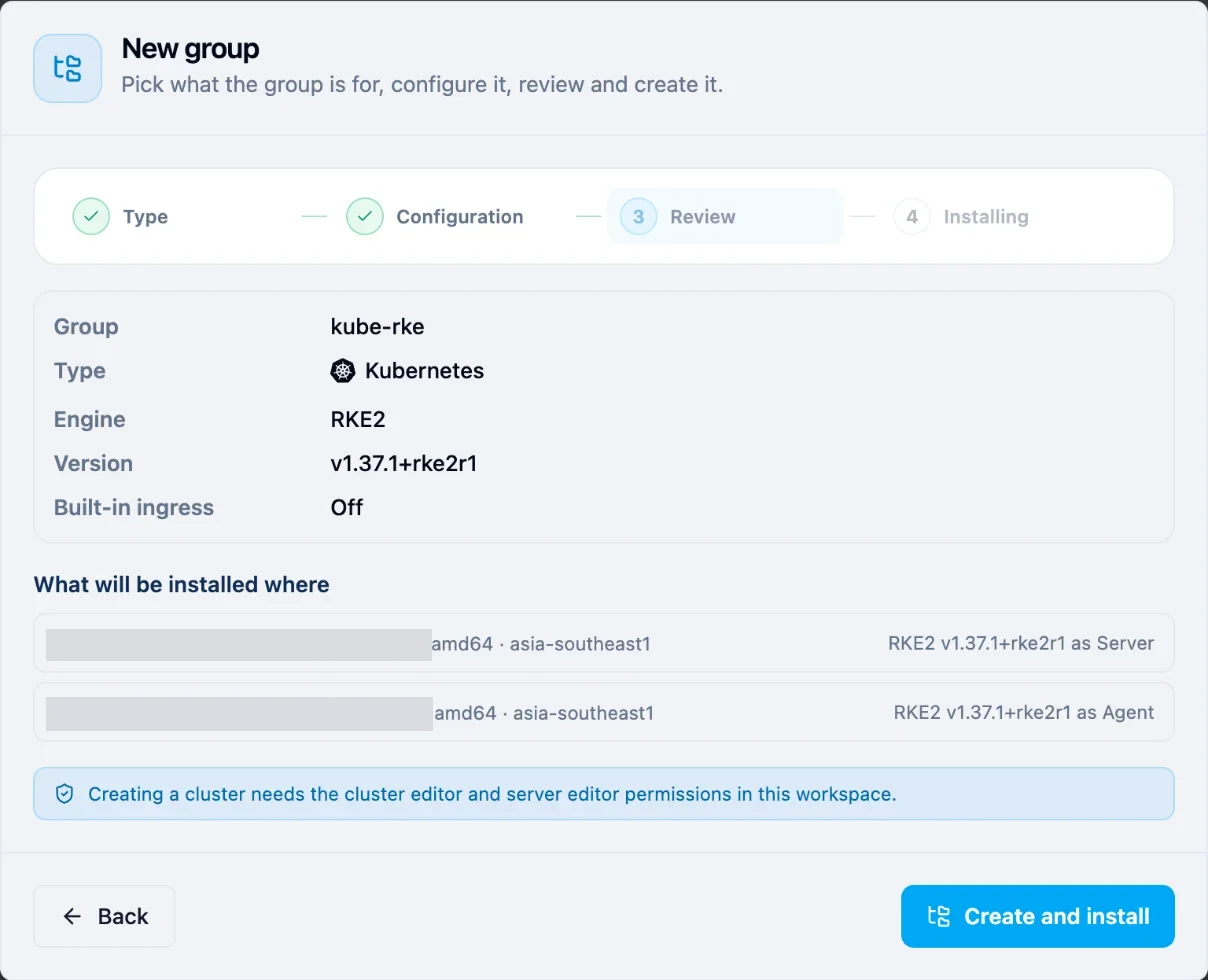 New group
Pick what the group is for, configure it, review and create it.
Type
Configuration
3 Review
4 Installing
Group kube-rke
Type Kubernetes
Engine RKE2
Version v1.37.1+rke2r1
Built-in ingress Off
What will be installed where
amd64 · asia-southeast1 RKE2 v1.37.1+rke2r1 as Server
amd64 · asia-southeast1 RKE2 v1.37.1+rke2r1 as Agent
Creating a cluster needs the cluster editor and server editor permissions in this workspace.
Back
Create and install